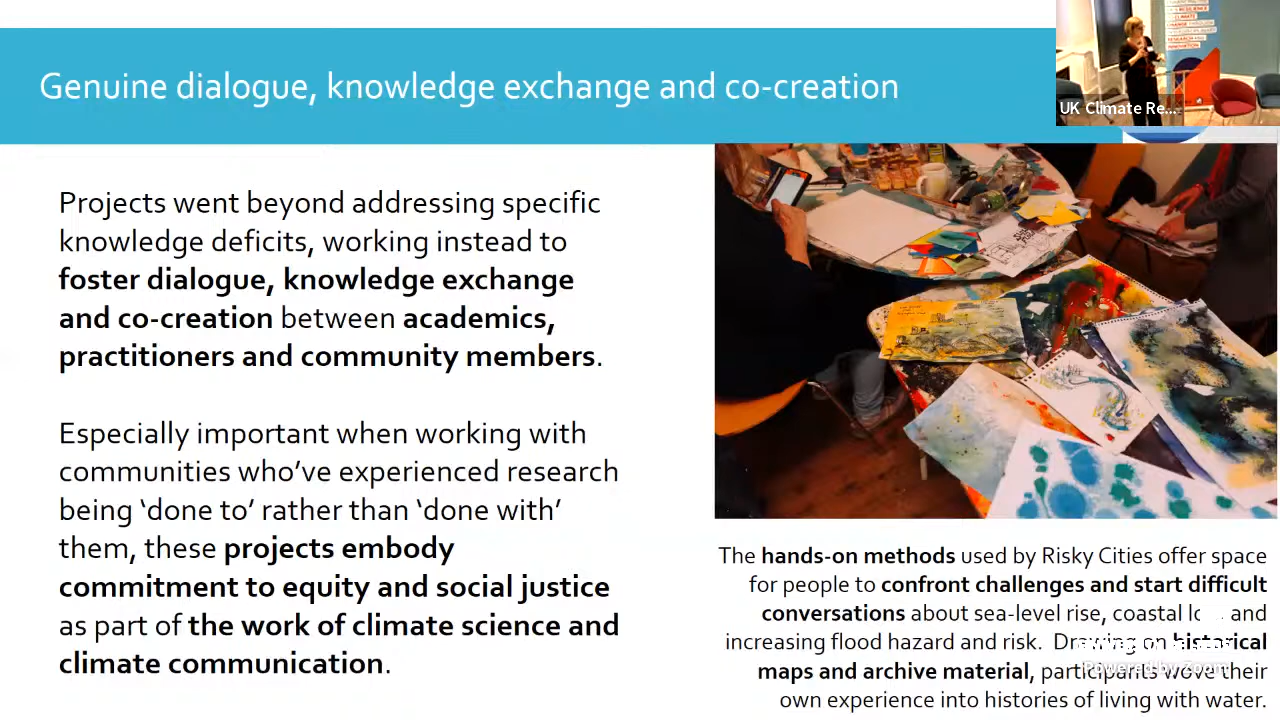 Genuine dialogue, knowledge exchange and co-creation
UK Climate Re...
Projects went beyond addressing specific
knowledge deficits, working instead to
foster dialogue, knowledge exchange
and co-creation between academics,
practitioners and community members.
Especially important when working with
communities who've experienced research
being ‘done to’ rather than ‘done with’
them, these projects embody
commitment to equity and social justice
as part of the work of climate science and
climate communication.
The hands-on methods used by Risky Cities offer space
for people to confront challenges and start difficult
conversations about sea-level rise, coastal and
increasing flood hazard and risk. Drawing on historical
maps and archive material, participants wove their
own experience into histories of living with water.
Powered by Zoom